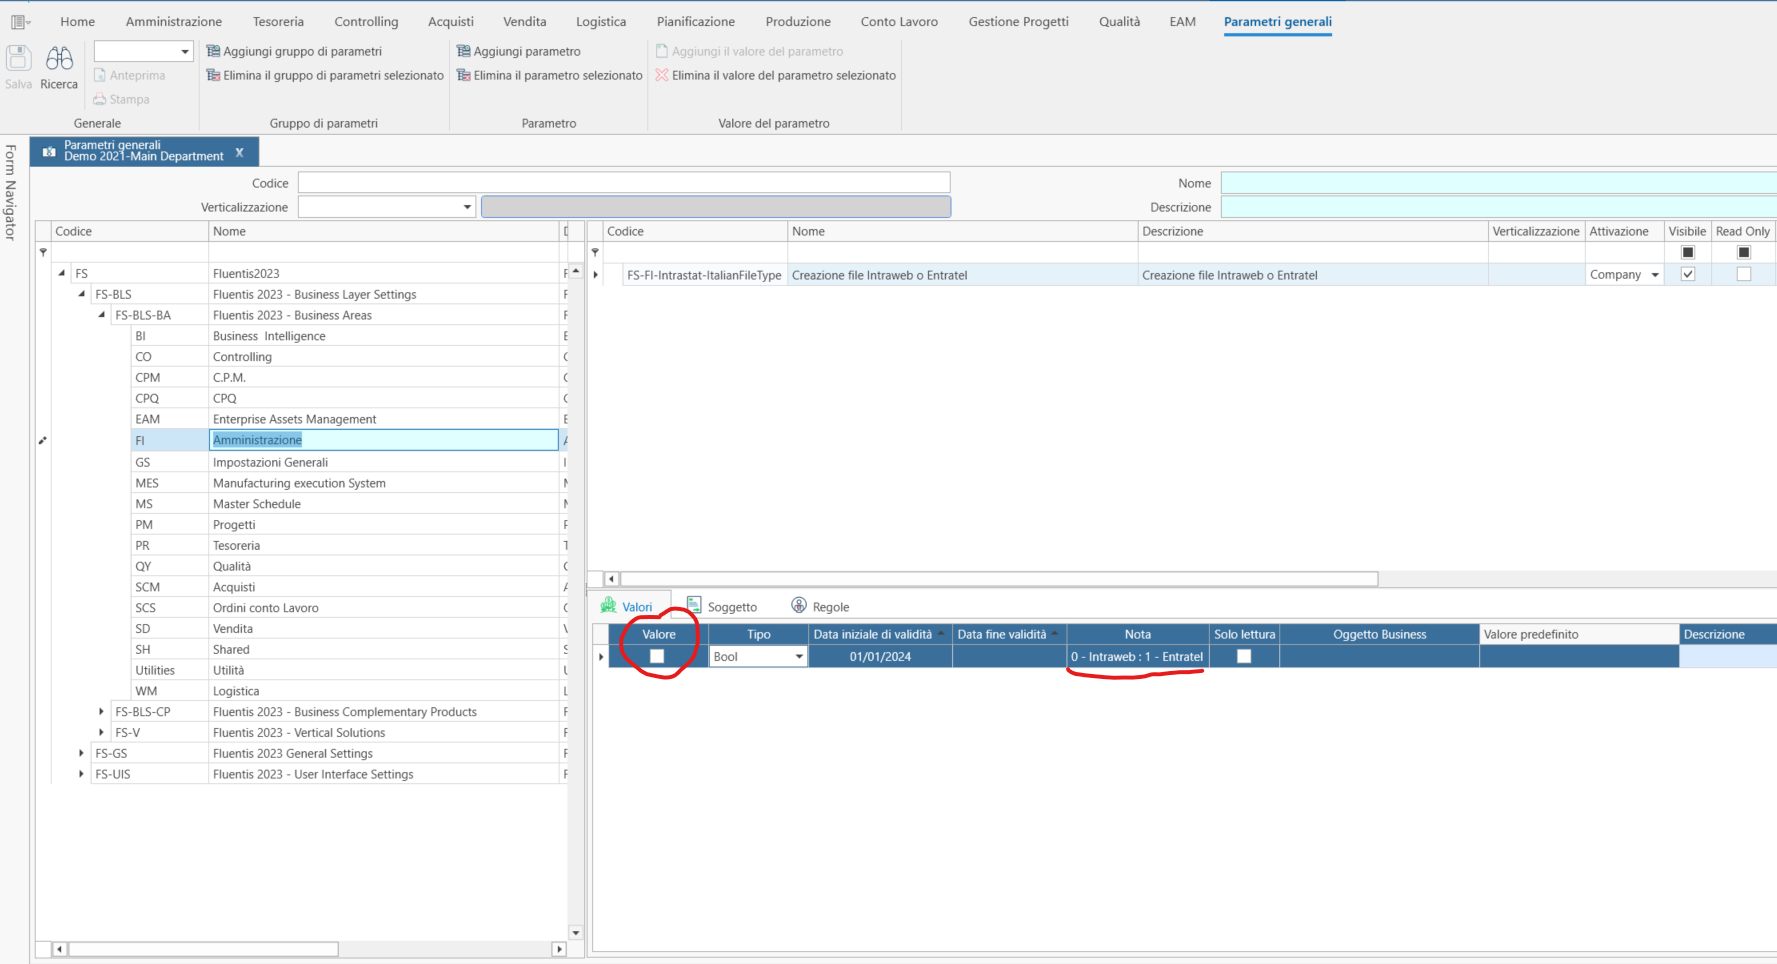 Home Amministrazione Tesoreria Controlling Acquisti Vendita Logistica Pianificazione Produzione Conto Lavoro Gestione Progetti Qualità EAM Parametri generali
Aggiungi gruppo di parametri Aggiungi parametro Aggiungi il valore del parametro
Salva Ricerca Anteprima Elimina il gruppo di parametri selezionato Elimina il parametro selezionato Elimina il valore del parametro selezionato
Stampa
Generale Gruppo di parametri Parametro Valore del parametro
Form Navigator
Parametri generali
Demo 2021-Main Department X
Codice Nome
Verticalizzazione Descrizione
Codice Nome
FS Fluentis2023
FS-BLS Fluentis 2023 - Business Layer Settings
FS-BLS-BA Fluentis 2023 - Business Areas
BI Business Intelligence
CO Controlling
CPM C.P.M.
CPQ CPQ
EAM Enterprise Assets Management
FI Amministrazione
GS Impostazioni Generali
MES Manufacturing execution System
MS Master Schedule
PM Progetti
PR Tesoreria
QY Qualità
SCM Acquisti
SCS Ordini conto Lavoro
SD Vendita
SH Shared
Utilities Utilità
WM Logistica
FS-BLS-CP Fluentis 2023 - Business Complementary Products
FS-V Fluentis 2023 - Vertical Solutions
FS-GS Fluentis 2023 General Settings
FS-UIS Fluentis 2023 - User Interface Settings
Codice Nome Descrizione Verticalizzazione Attivazione Visibile Read Only
FS-FI-Intrastat-ItalianFileType Creazione file Intraweb o Entratel Creazione file Intraweb o Entratel Company
Valori Soggetto Regole
Valore Tipo Data iniziale di validità Data fine validità Nota Solo lettura Oggetto Business Valore predefinito Descrizione
Bool 01/01/2024 0 - Intraweb : 1 - Entratel